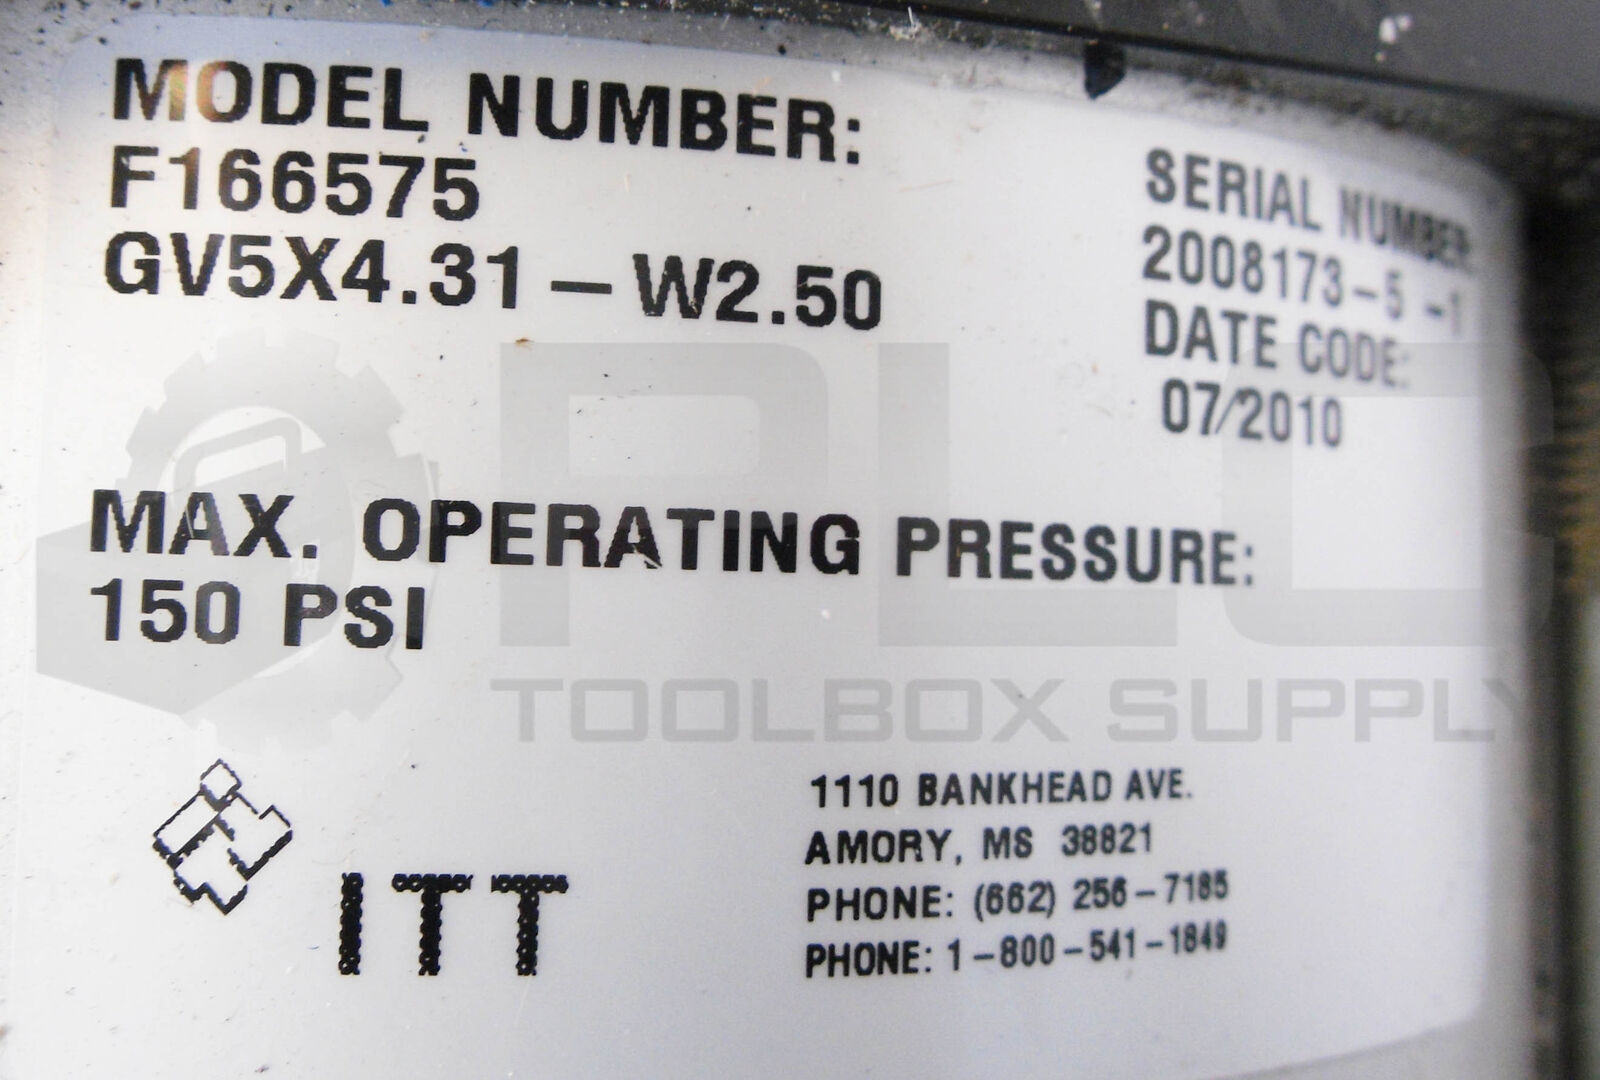 MODEL NUMBER:
F166575
GV5X4.31-W2.50
SERIAL NUMBER:
2008173-5 -1
DATE CODE:
07/2010
MAX. OPERATING PRESSURE:
150 PSI
PLC
TOOLBOX SUPPLY
ITT
1110 BANKHEAD AVE.
AMORY, MS 38821
PHONE: (662) 256-7185
PHONE: 1-800-541-1849